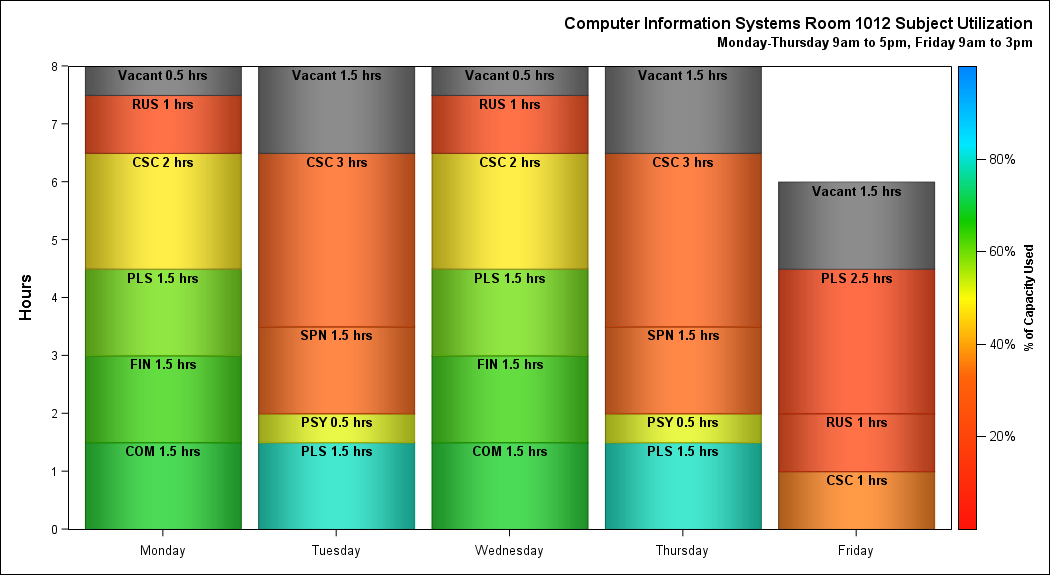 Computer Information Systems Room 1012 Subject Utilization
Monday-Thursday 9am to 5pm, Friday 9am to 3pm
Hours
8
7
6
5
4
3
2
1
0
Vacant 0.5 hrs
RUS 1 hrs
CSC 2 hrs
PLS 1.5 hrs
FIN 1.5 hrs
COM 1.5 hrs
Monday
Vacant 1.5 hrs
CSC 3 hrs
SPN 1.5 hrs
PSY 0.5 hrs
PLS 1.5 hrs
Tuesday
Vacant 0.5 hrs
RUS 1 hrs
CSC 2 hrs
PLS 1.5 hrs
FIN 1.5 hrs
COM 1.5 hrs
Wednesday
Vacant 1.5 hrs
CSC 3 hrs
SPN 1.5 hrs
PSY 0.5 hrs
PLS 1.5 hrs
Thursday
Vacant 1.5 hrs
PLS 2.5 hrs
RUS 1 hrs
CSC 1 hrs
Friday
80%
60%
40%
20%
% of Capacity Used